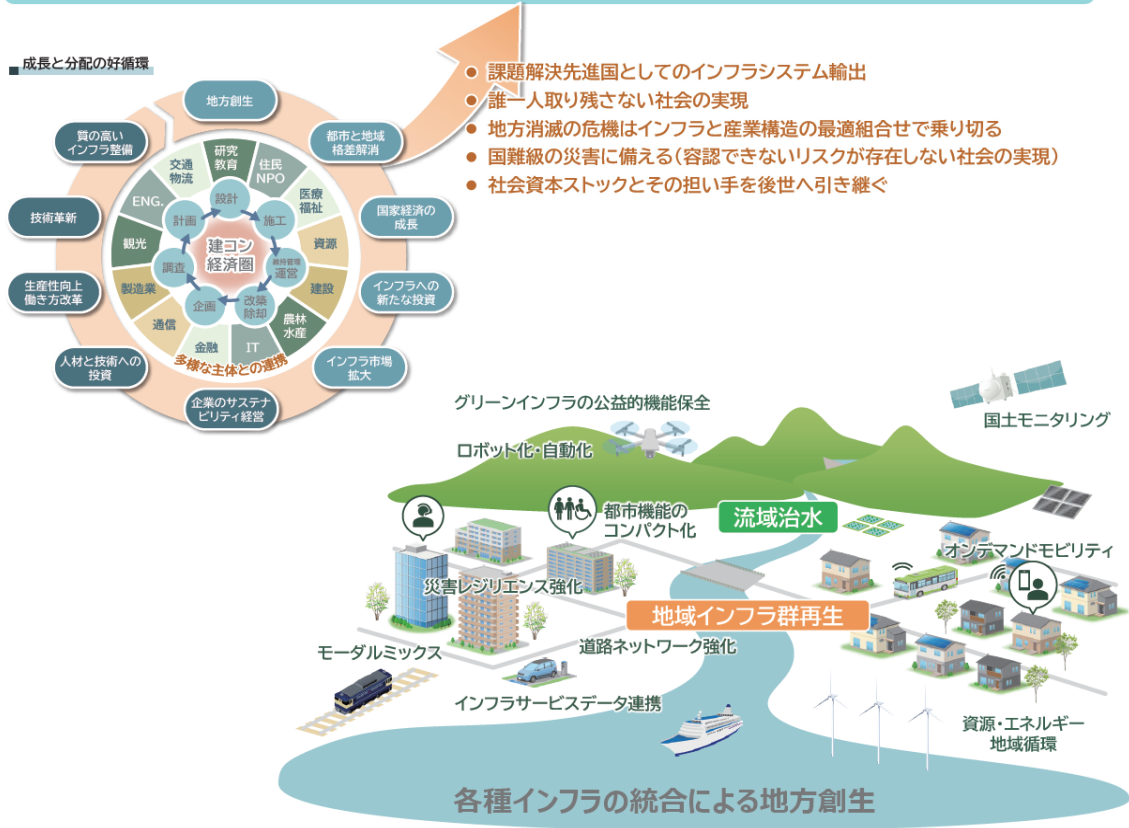 成長と分配の好循環
地方創生
都市と地域
格差解消
国家経済の
成長
インフラへの
新たな投資
インフラ市場
拡大
企業のサステナ
ビリティ経営
人材と技術への
投資
生産性向上
働き方改革
技術革新
質の高い
インフラ整備
研究
教育
住民
NPO
医療
福祉
資源
建設
農林
水産
IT
金融
通信
製造業
観光
ENG.
交通
物流
設計
施工
維持管理
運営
改築
除却
企画
調査
計画
建コン
経済圏
多様な主体との連携
● 課題解決先進国としてのインフラシステム輸出
● 誰一人取り残さない社会の実現
● 地方消滅の危機はインフラと産業構造の最適組合せで乗り切る
● 国難級の災害に備える（容認できないリスクが存在しない社会の実現）
● 社会資本ストックとその担い手を後世へ引き継ぐ
グリーンインフラの公益的機能保全
国土モニタリング
ロボット化・自動化
都市機能の
コンパクト化
流域治水
オンデマンドモビリティ
災害レジリエンス強化
地域インフラ群再生
モーダルミックス
道路ネットワーク強化
インフラサービスデータ連携
資源・エネルギー
地域循環
各種インフラの統合による地方創生